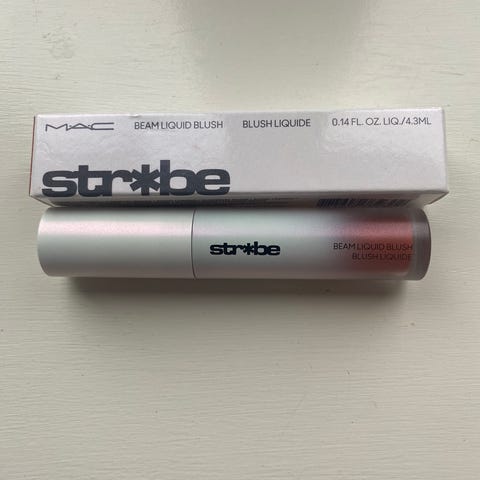 MAC BEAM LIQUID BLUSH BLUSH LIQUIDE 0.14 FL. OZ. LIQ./4.3ML
str*be
str*be
BEAM LIQUID BLUSH
BLUSH LIQUIDE